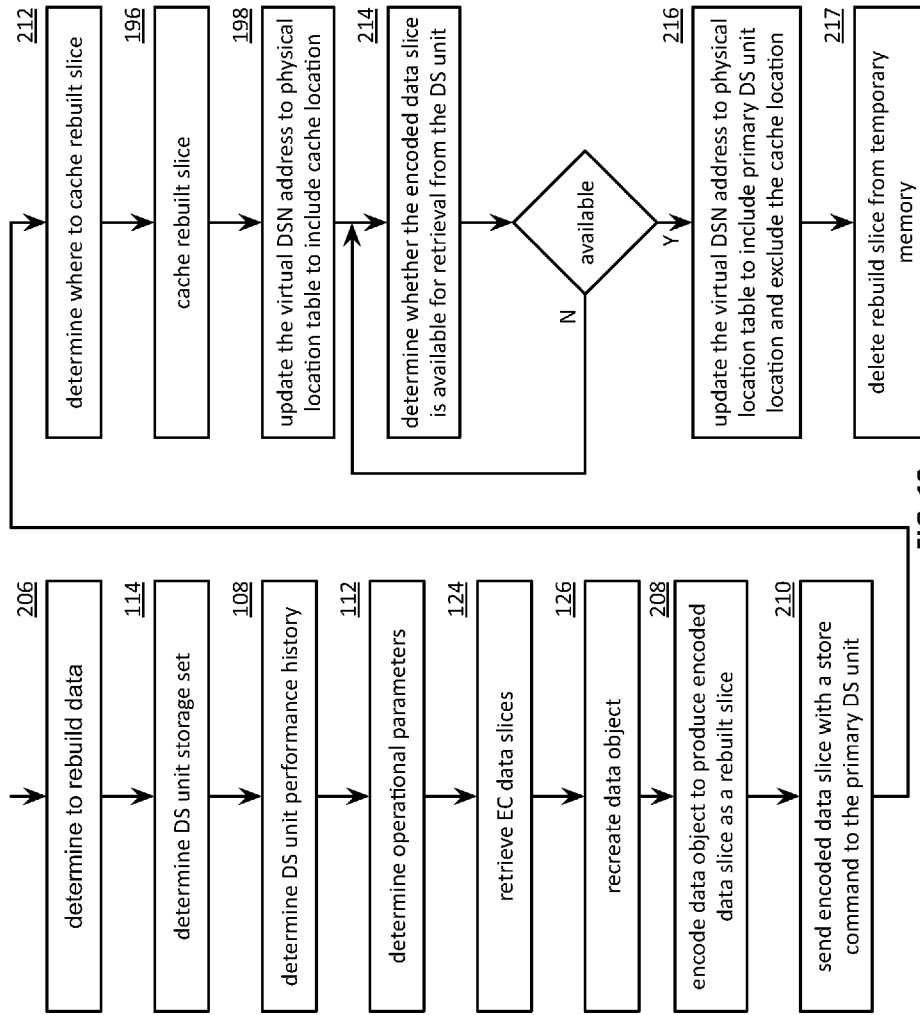 206
determine to rebuild data
114
determine DS unit storage set
108
determine DS unit performance history
112
determine operational parameters
124
retrieve EC data slices
126
recreate data object
208
encode data object to produce encoded
data slice as a rebuilt slice
210
send encoded data slice with a store
command to the primary DS unit
212
determine where to cache rebuilt slice
196
cache rebuilt slice
198
update the virtual DSN address to physical
location table to include cache location
214
determine whether the encoded data slice
is available for retrieval from the DS unit
available
N
Y
216
update the virtual DSN address to physical
location table to include primary DS unit
location and exclude the cache location
217
delete rebuild slice from temporary
memory